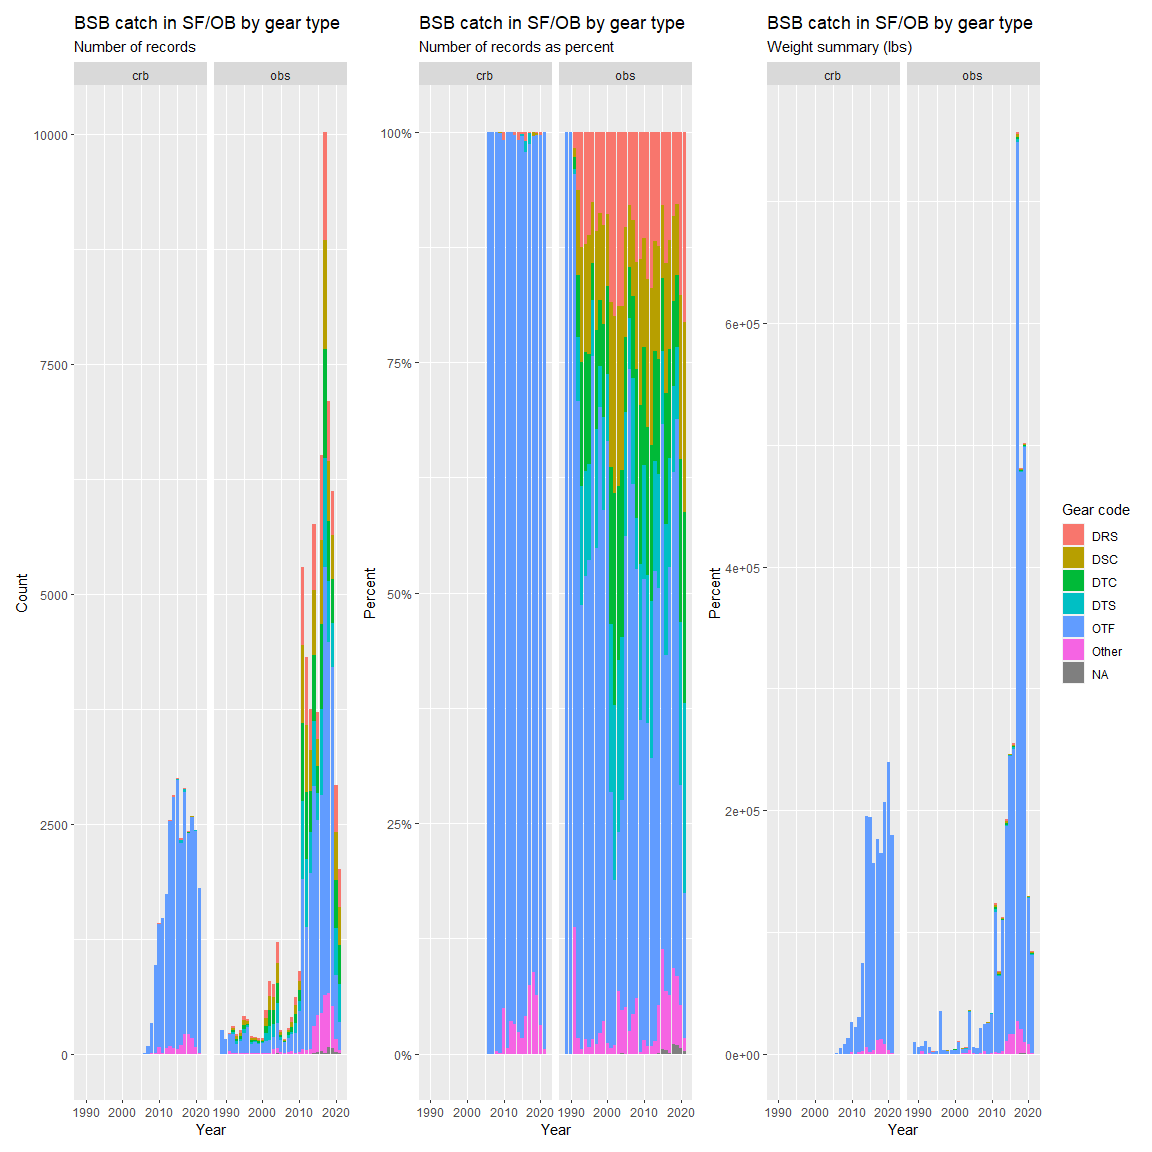 BSB catch in SF/OB by gear type
Number of records
crb
obs
10000
7500
5000
2500
0
Count
1990
2000
2010
2020
1990
2000
2010
2020
Year
BSB catch in SF/OB by gear type
Number of records as percent
crb
obs
100%
75%
50%
25%
0%
Percent
1990
2000
2010
2020
1990
2000
2010
2020
Year
BSB catch in SF/OB by gear type
Weight summary (lbs)
crb
obs
6e+05
4e+05
2e+05
0e+00
Percent
1990
2000
2010
2020
1990
2000
2010
2020
Year
Gear code
DRS
DSC
DTC
DTS
OTF
Other
NA